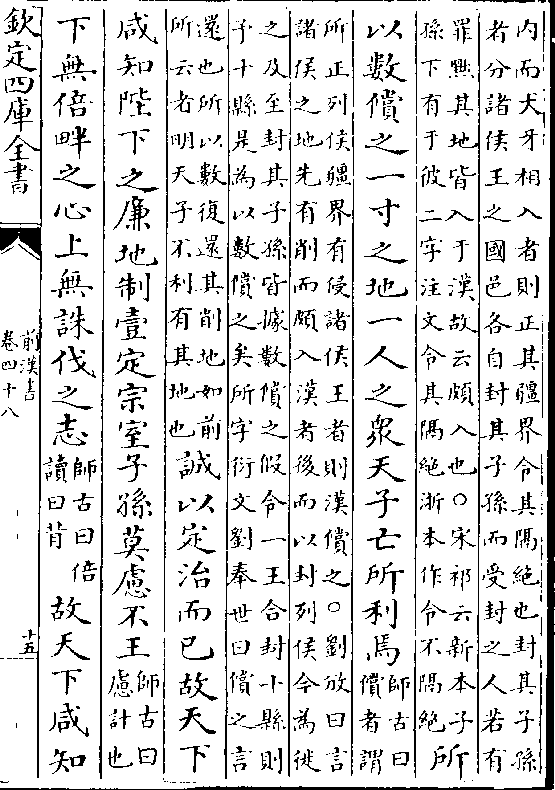 内而犬牙相入者則正其疆界令其隔絶也封其子孫
者分諸侯王之國邑各自封其子孫而受封之人若有
罪黜其地皆入于漢故云頗入也○宋祁云新本子
孫下有于彼二字注文令其隔絶浙本作令不隔絶
所
以數償之一寸之地一人之衆天子亡所利焉
師古曰
償者謂
所正列侯疆界有侵諸侯王者則漢償之○劉攽曰言
諸侯之地先有削而頗入漢者後而以封列侯今為徙
之及至封其子孫皆據數償之假令一王合封十縣則
予十縣是為以數償之矣所字衍文劉奉世曰償之言
還也所以數復還其削地如前
所云者明天子不利有其地也
誠以定治而已故天下
咸知陛下之廉地制壹定宗室子孫莫慮不王
師古曰
慮計也
下無倍畔之心上無誅伐之志
師古曰倍
讀曰背
故天下咸知
欽定四庫全書
前漢書
卷四十八
十五